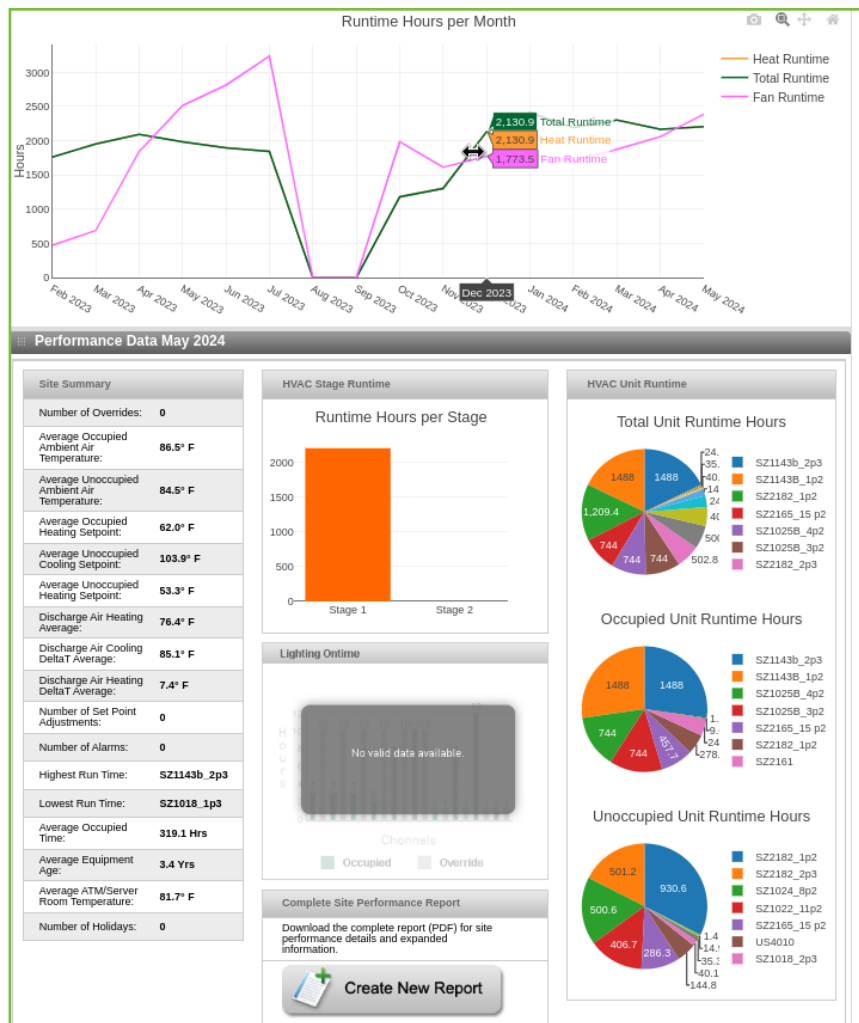 Runtime Hours per Month
Heat Runtime
Total Runtime
Fan Runtime
Hours
3000
2500
2000
1500
1000
500
0
2,130.9 Total Runtime
2,130.9 Heat Runtime
1,773.5 Fan Runtime
Feb 2023
Mar 2023
Apr 2023
May 2023
Jun 2023
Jul 2023
Aug 2023
Sep 2023
Oct 2023
Nov
Dec 2023
Jan 2024
Feb 2024
Mar 2024
Apr 2024
May 2024
Performance Data May 2024
Site Summary
Number of Overrides: 0
Average Occupied
Ambient Air
Temperature:
86.5° F
Average Unoccupied
Ambient Air
Temperature:
84.5° F
Average Occupied
Heating Setpoint:
62.0° F
Average Unoccupied
Cooling Setpoint:
103.9° F
Average Unoccupied
Heating Setpoint:
53.3° F
Discharge Air Heating
Average:
76.4° F
Discharge Air Cooling
DeltaT Average:
85.1° F
Discharge Air Heating
DeltaT Average:
7.4° F
Number of Set Point
Adjustments:
0
Number of Alarms: 0
Highest Run Time: SZ1143b_2p3
Lowest Run Time: SZ1018_1p3
Average Occupied
Time:
319.1 Hrs
Average Equipment
Age:
3.4 Yrs
Average ATM/Server
Room Temperature:
81.7° F
Number of Holidays: 0
HVAC Stage Runtime
Runtime Hours per Stage
2000
1500
1000
500
0
Stage 1
Stage 2
Lighting Ontime
Hours
No valid data available.
Channels
Occupied
Override
Complete Site Performance Report
Download the complete report (PDF) for site
performance details and expanded
information.
Create New Report
HVAC Unit Runtime
Total Unit Runtime Hours
1488
1488
1,209.4
744
744
744
502.8
SZ1143b_2p3
SZ1143B_1p2
SZ2182_1p2
SZ2165_15 p2
SZ1025B_4p2
SZ1025B_3p2
SZ2182_2p3
Occupied Unit Runtime Hours
1488
1488
744
744
457.7
278.
SZ1143b_2p3
SZ1143B_1p2
SZ1025B_4p2
SZ1025B_3p2
SZ2165_15 p2
SZ2182_1p2
SZ2161
Unoccupied Unit Runtime Hours
501.2
930.6
500.6
406.7
286.3
1.4
14.
35.
40.1
144.8
SZ2182_1p2
SZ2182_2p3
SZ1024_8p2
SZ1022_11p2
SZ2165_15 p2
US4010
SZ1018_2p3